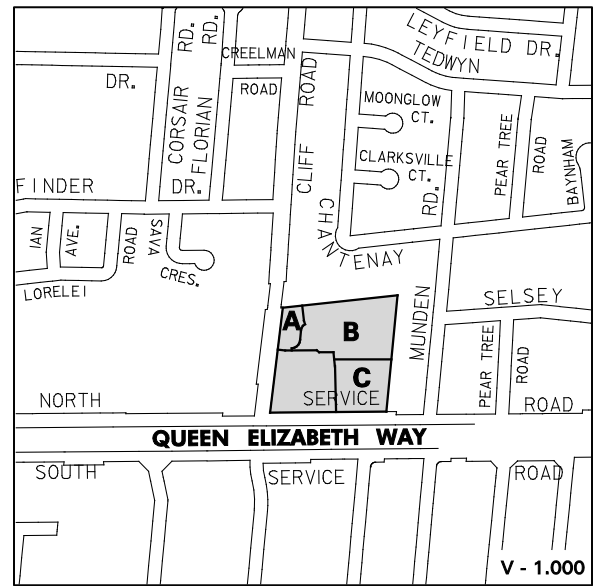 LEYFIELD DR.
TEDWYN
RD.
RD.
CREELMAN
ROAD
DR.
CORSAIR
FLORIAN
DR.
ROAD
CLIFF
MOONGLOW
CT.
CLARKSVILLE
CT.
PEAR TREE
ROAD
BAYNHAM
RD.
FINDER
IAN
AVE.
ROAD
SAVA
CRES.
LORELEI
CHANTENAY
MUNDEN
SELSEY
A
B
C
PEAR TREE
ROAD
NORTH
SERVICE
ROAD
QUEEN ELIZABETH WAY
SOUTH
SERVICE
ROAD
V - 1.000